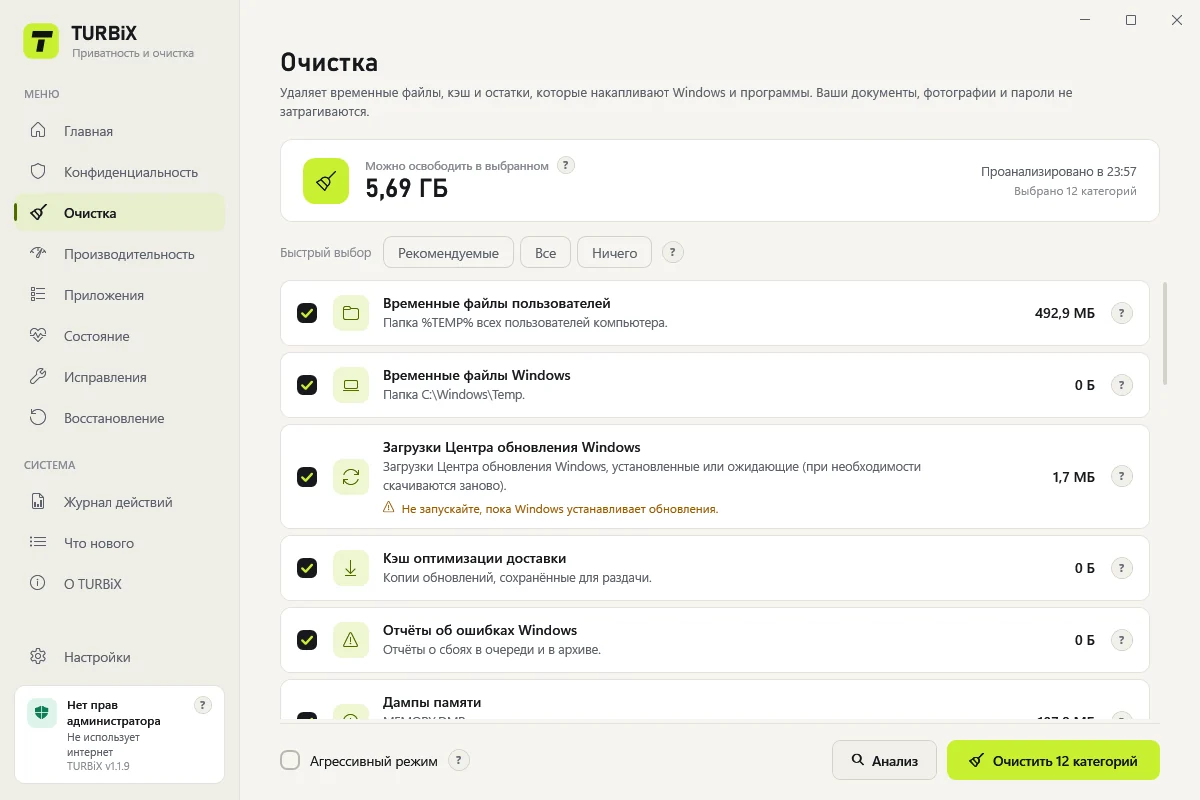 TURBiX
Приватность и очистка
МЕНЮ
Главная
Конфиденциальность
Очистка
Производительность
Приложения
Состояние
Исправления
Восстановление
СИСТЕМА
Журнал действий
Что нового
О TURBiX
Настройки
Нет прав
администратора
?
Не использует
интернет
TURBiX v1.1.9
Очистка
Удаляет временные файлы, кэш и остатки, которые накапливают Windows и программы. Ваши документы, фотографии и пароли не
затрагиваются.
Можно освободить в выбранном ?
5,69 ГБ
Проанализировано в 23:57
Выбрано 12 категорий
Быстрый выбор Рекомендуемые Все Ничего ?
Временные файлы пользователей
Папка %TEMP% всех пользователей компьютера.
492,9 МБ ?
Временные файлы Windows
Папка C:\Windows\Temp.
0 Б ?
Загрузки Центра обновления Windows
Загрузки Центра обновления Windows, установленные или ожидающие (при необходимости
скачиваются заново).
Не запускайте, пока Windows устанавливает обновления.
1,7 МБ ?
Кэш оптимизации доставки
Копии обновлений, сохранённые для раздачи.
0 Б ?
Отчёты об ошибках Windows
Отчёты о сбоях в очереди и в архиве.
0 Б ?
Дампы памяти
Агрессивный режим ?
Анализ
Очистить 12 категорий